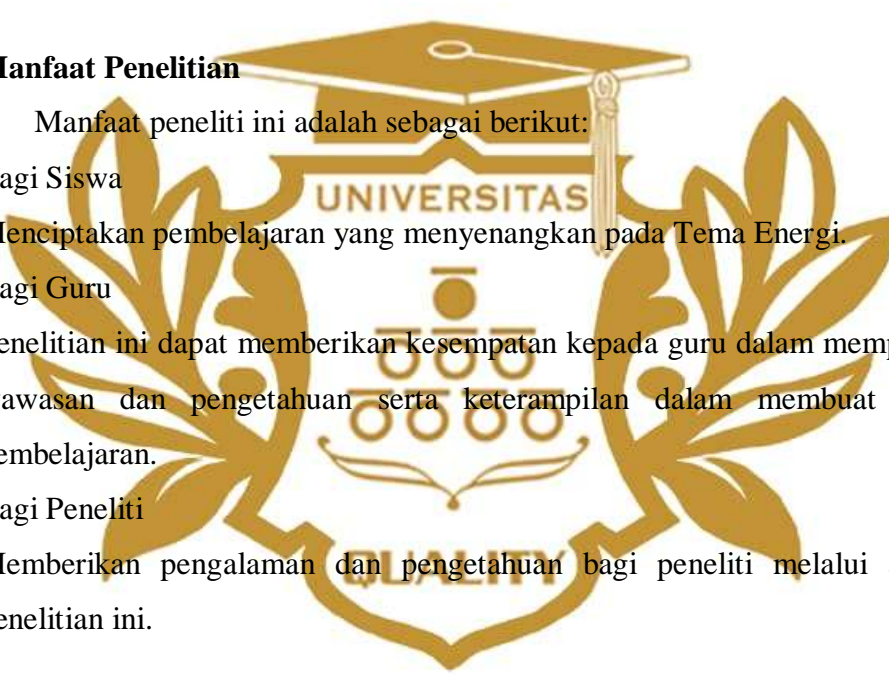 Manfaat Penelitian
Manfaat peneliti ini adalah sebagai berikut:
agi Siswa
UNIVERSITAS
Menciptakan pembelajaran yang menyenangkan pada Tema Energi.
agi Guru
enelitian ini dapat memberikan kesempatan kepada guru dalam memp
awasan dan pengetahuan serta keterampilan dalam membuat
embelajaran.
agi Peneliti
Memberikan pengalaman dan pengetahuan bagi peneliti melalui
QUALITY
enelitian ini.